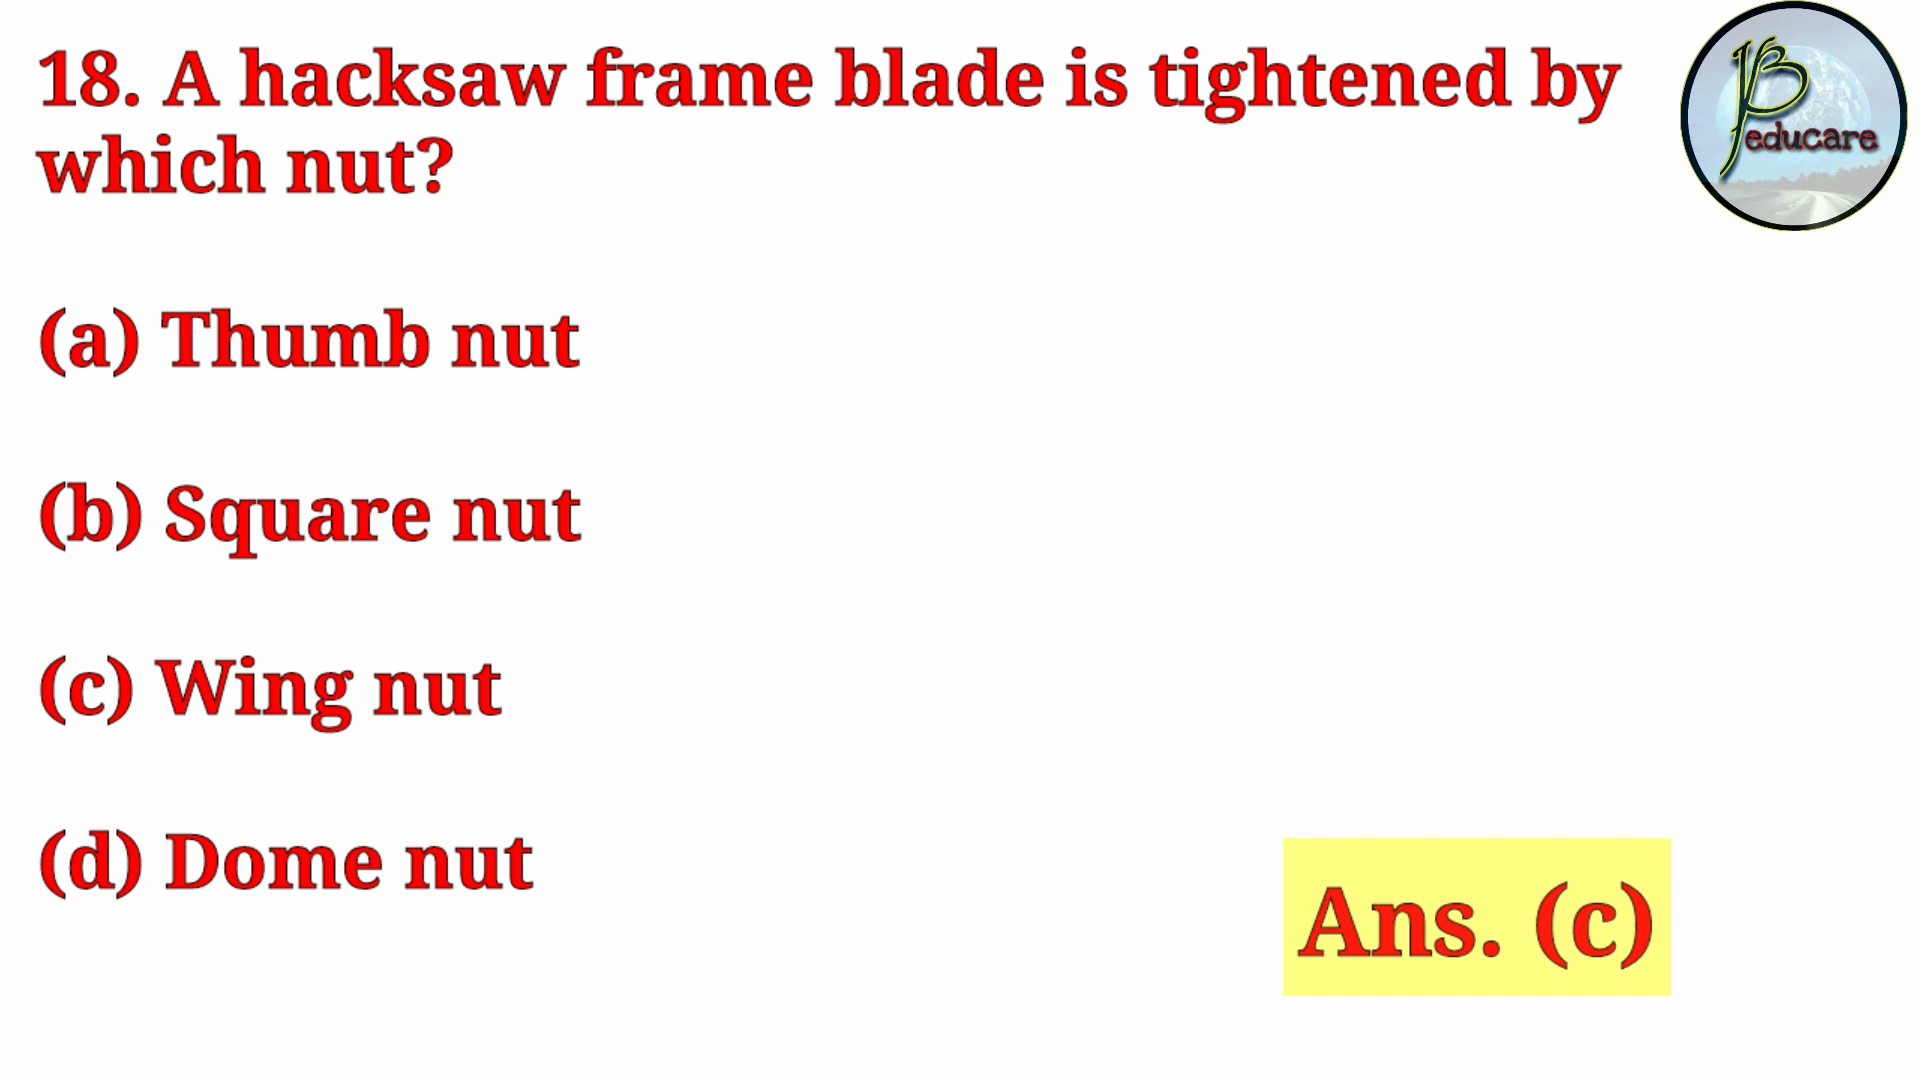 18. A hacksaw frame blade is tightened by
which nut?
(a) Thumb nut
(b) Square nut
(c) Wing nut
(d) Dome nut
Ans. (c)
educare